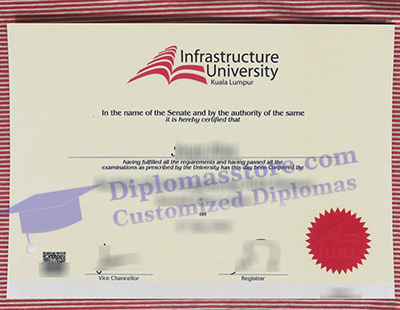 Infrastructure
University
Kuala Lumpur
In the name of the Senate and by the authority of the same
it is hereby certified that
having fulfilled all the requirements and having passed all the
examinations as prescribed by the University has this day been Conferred the
Diplomasstore.com
Customized Diplomas
on
Vice Chancellor
Registrar